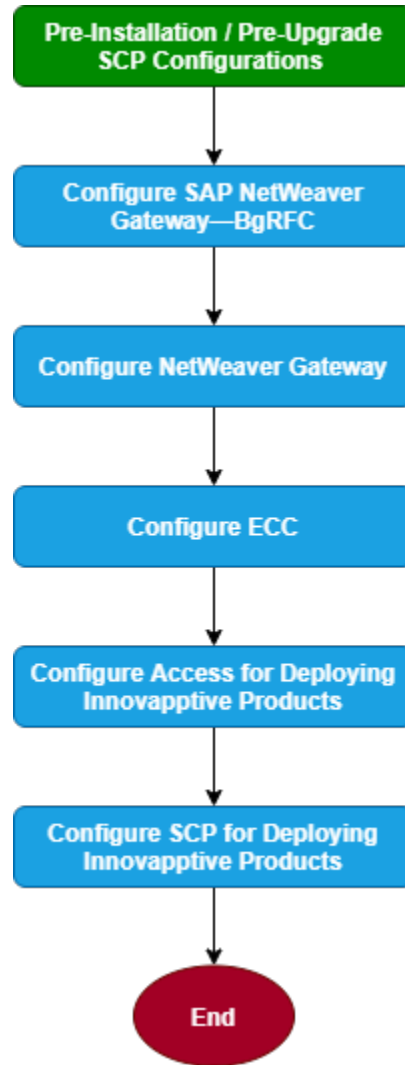 Pre-Installation / Pre-Upgrade
SCP Configurations
Configure SAP NetWeaver
Gateway—BgRFC
Configure NetWeaver Gateway
Configure ECC
Configure Access for Deploying
Innovapptive Products
Configure SCP for Deploying
Innovapptive Products
End